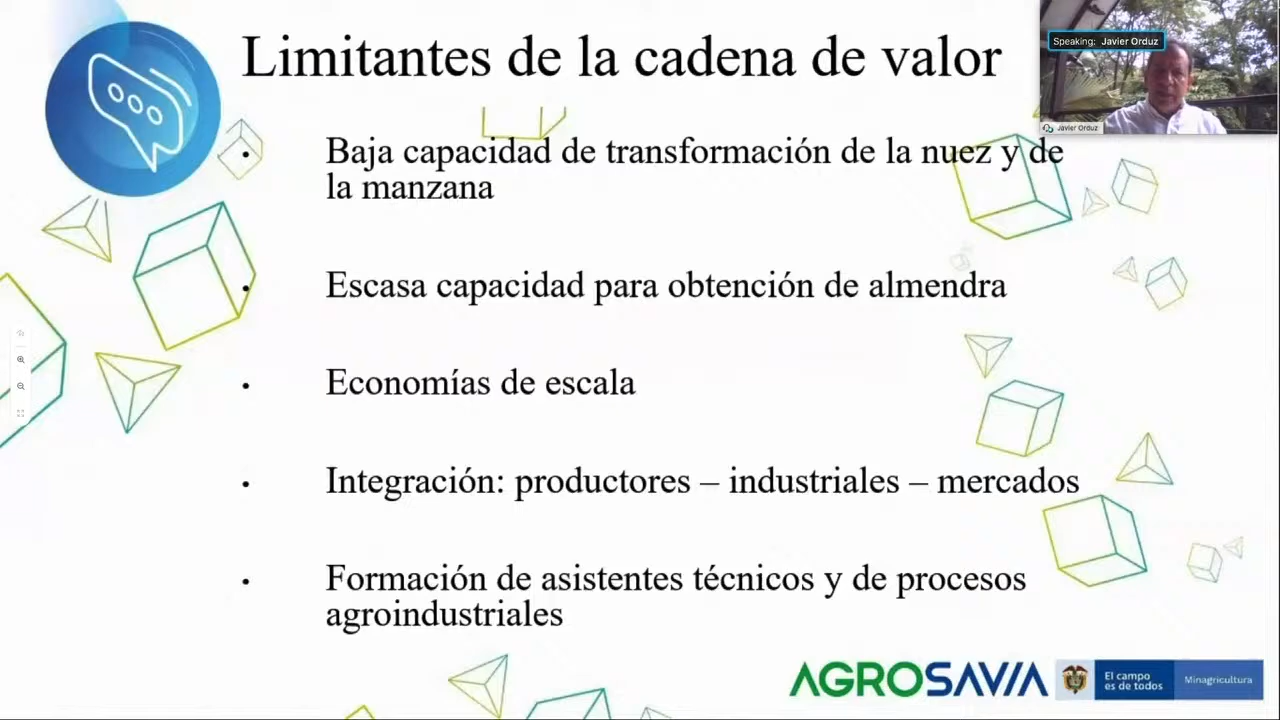 Limitantes de la cadena de valor
Speaking: Javier Orduz
Javier Orduz
• Baja capacidad de transformación de la nuez y de
la manzana
• Escasa capacidad para obtención de almendra
• Economías de escala
• Integración: productores – industriales – mercados
• Formación de asistentes técnicos y de procesos
agroindustriales
AGROSAVIA
El campo
es de todos
Minagricultura